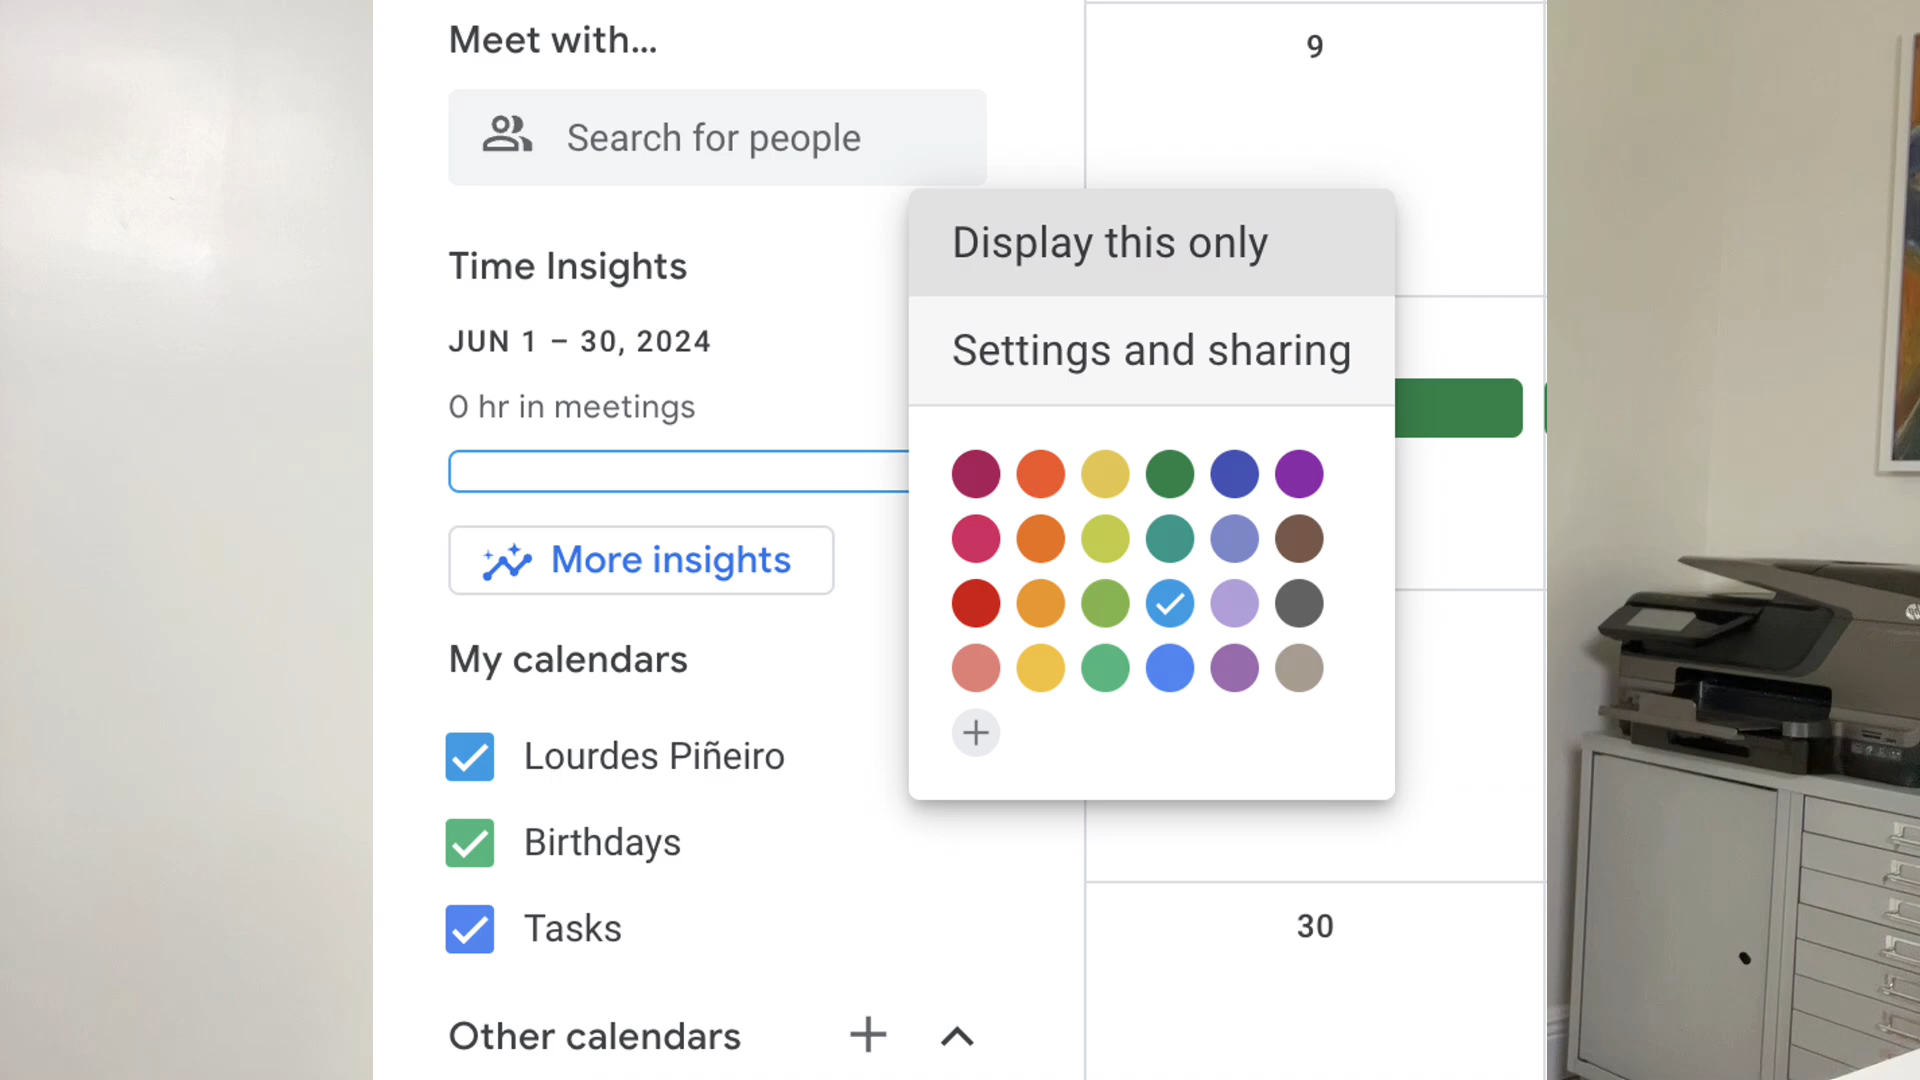 Meet with...
Search for people
Time Insights
JUN 1 – 30, 2024
0 hr in meetings
More insights
My calendars
Lourdes Piñeiro
Birthdays
Tasks
Other calendars
Display this only
Settings and sharing
9
30
hp